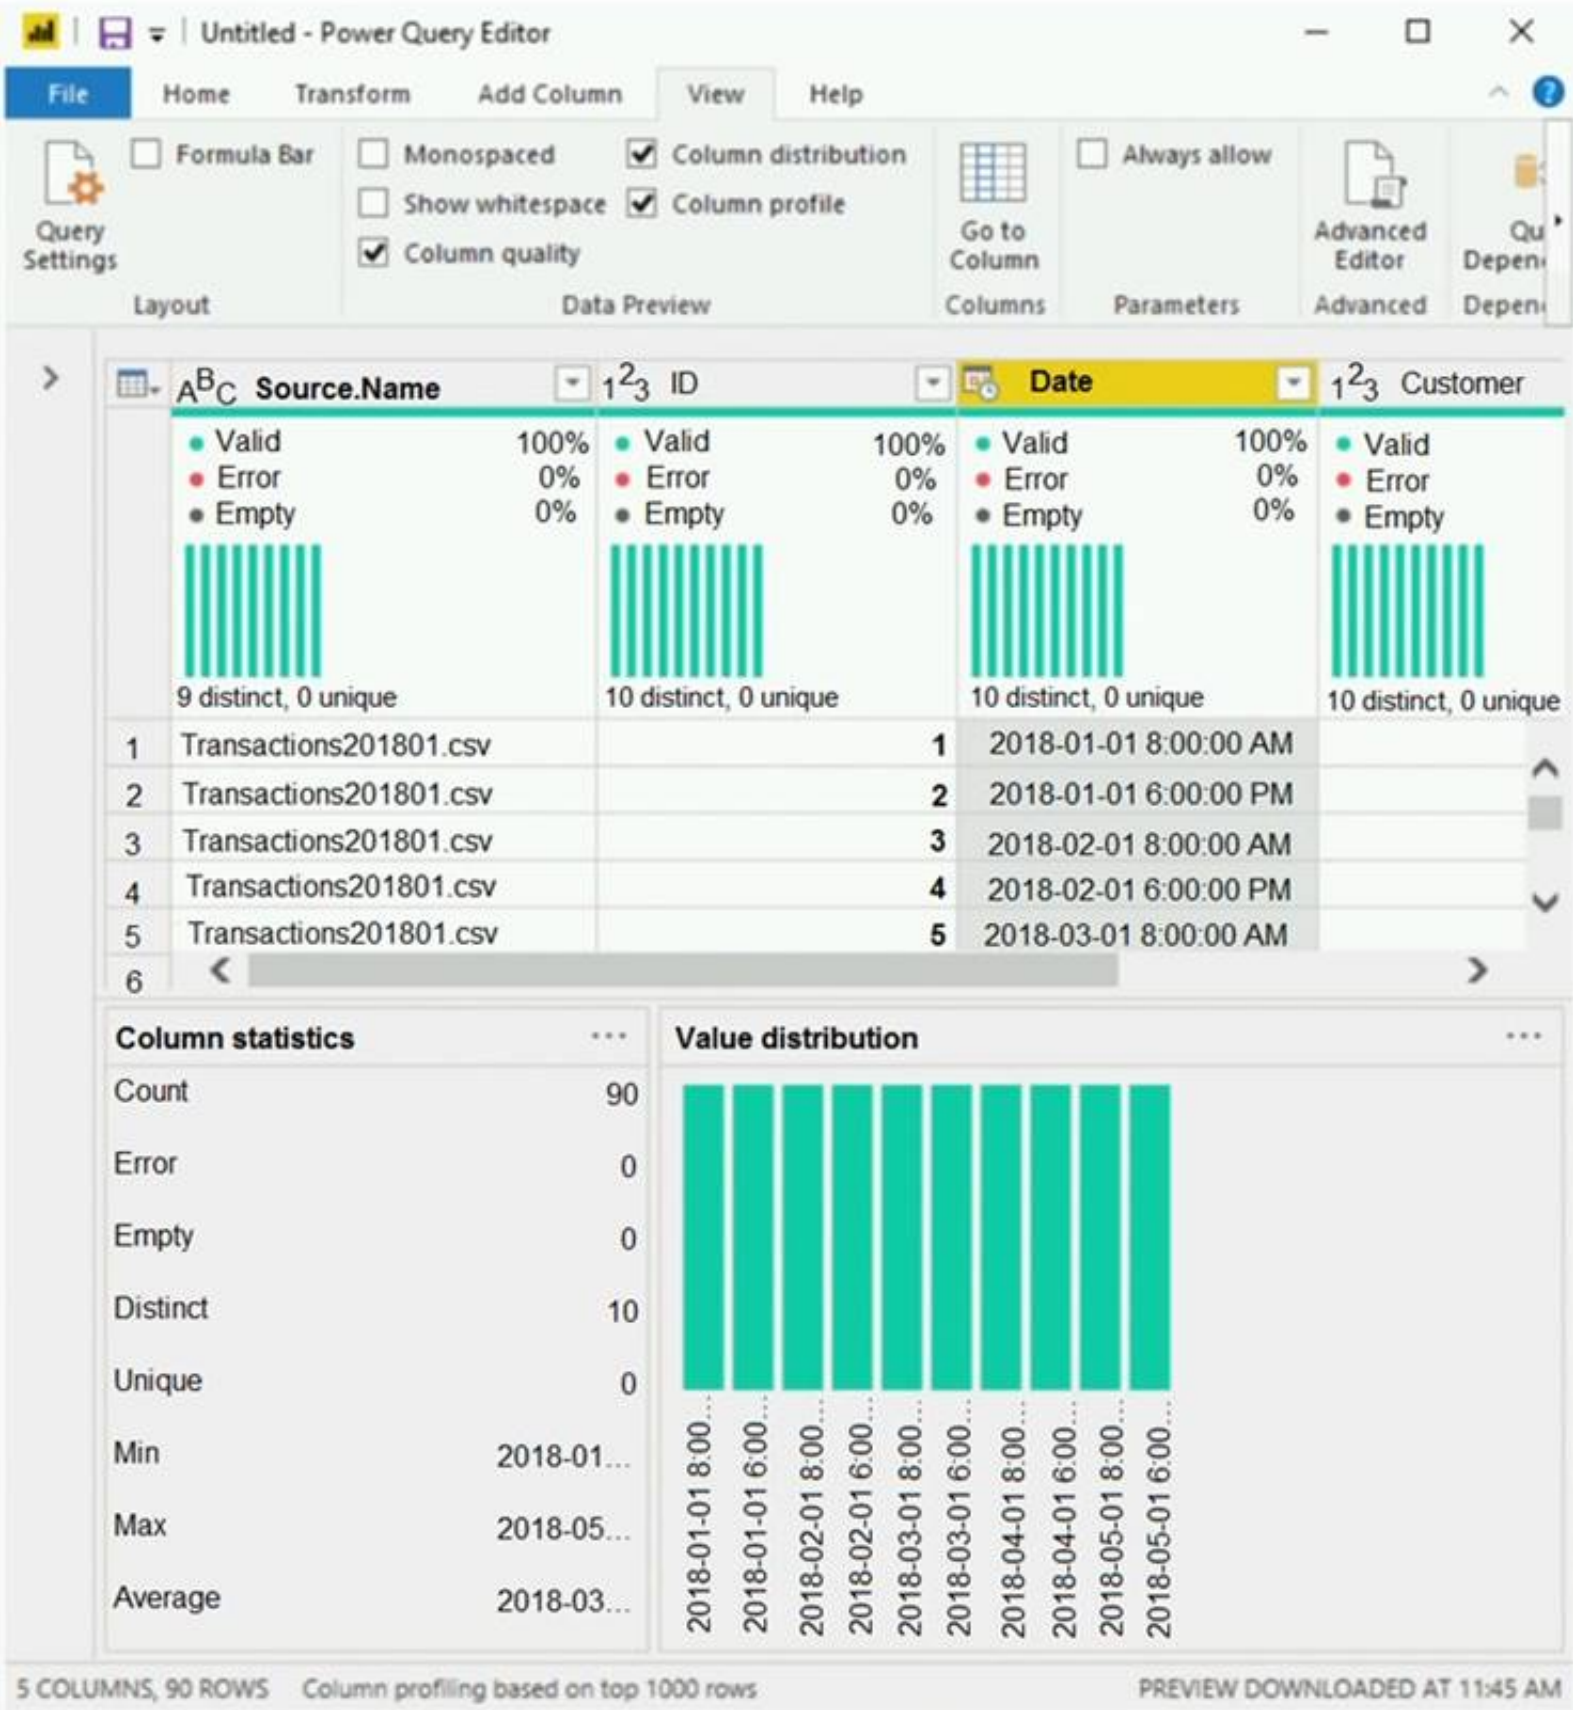 Untitled - Power Query Editor
File Home Transform Add Column View Help
Formula Bar Monospaced Column distribution Always allow
Show whitespace Column profile
Column quality
Query Settings
Go to Column
Advanced Editor
Qu
Depen
Layout Data Preview Columns Parameters Advanced Depen
ABC Source.Name 123 ID Date 123 Customer
Valid 100% Valid 100% Valid 100% Valid
Error 0% Error 0% Error 0% Error
Empty 0% Empty 0% Empty 0% Empty
9 distinct, 0 unique 10 distinct, 0 unique 10 distinct, 0 unique 10 distinct, 0 unique
1 Transactions201801.csv 1 2018-01-01 8:00:00 AM
2 Transactions201801.csv 2 2018-01-01 6:00:00 PM
3 Transactions201801.csv 3 2018-02-01 8:00:00 AM
4 Transactions201801.csv 4 2018-02-01 6:00:00 PM
5 Transactions201801.csv 5 2018-03-01 8:00:00 AM
6
Column statistics ... Value distribution ...
Count 90
Error 0
Empty 0
Distinct 10
Unique 0
Min 2018-01...
Max 2018-05...
Average 2018-03...
2018-01-01 8:00...
2018-01-01 6:00...
2018-02-01 8:00...
2018-02-01 6:00...
2018-03-01 8:00...
2018-03-01 6:00...
2018-04-01 8:00...
2018-04-01 6:00...
2018-05-01 8:00...
2018-05-01 6:00...
5 COLUMNS, 90 ROWS Column profiling based on top 1000 rows PREVIEW DOWNLOADED AT 11:45 AM